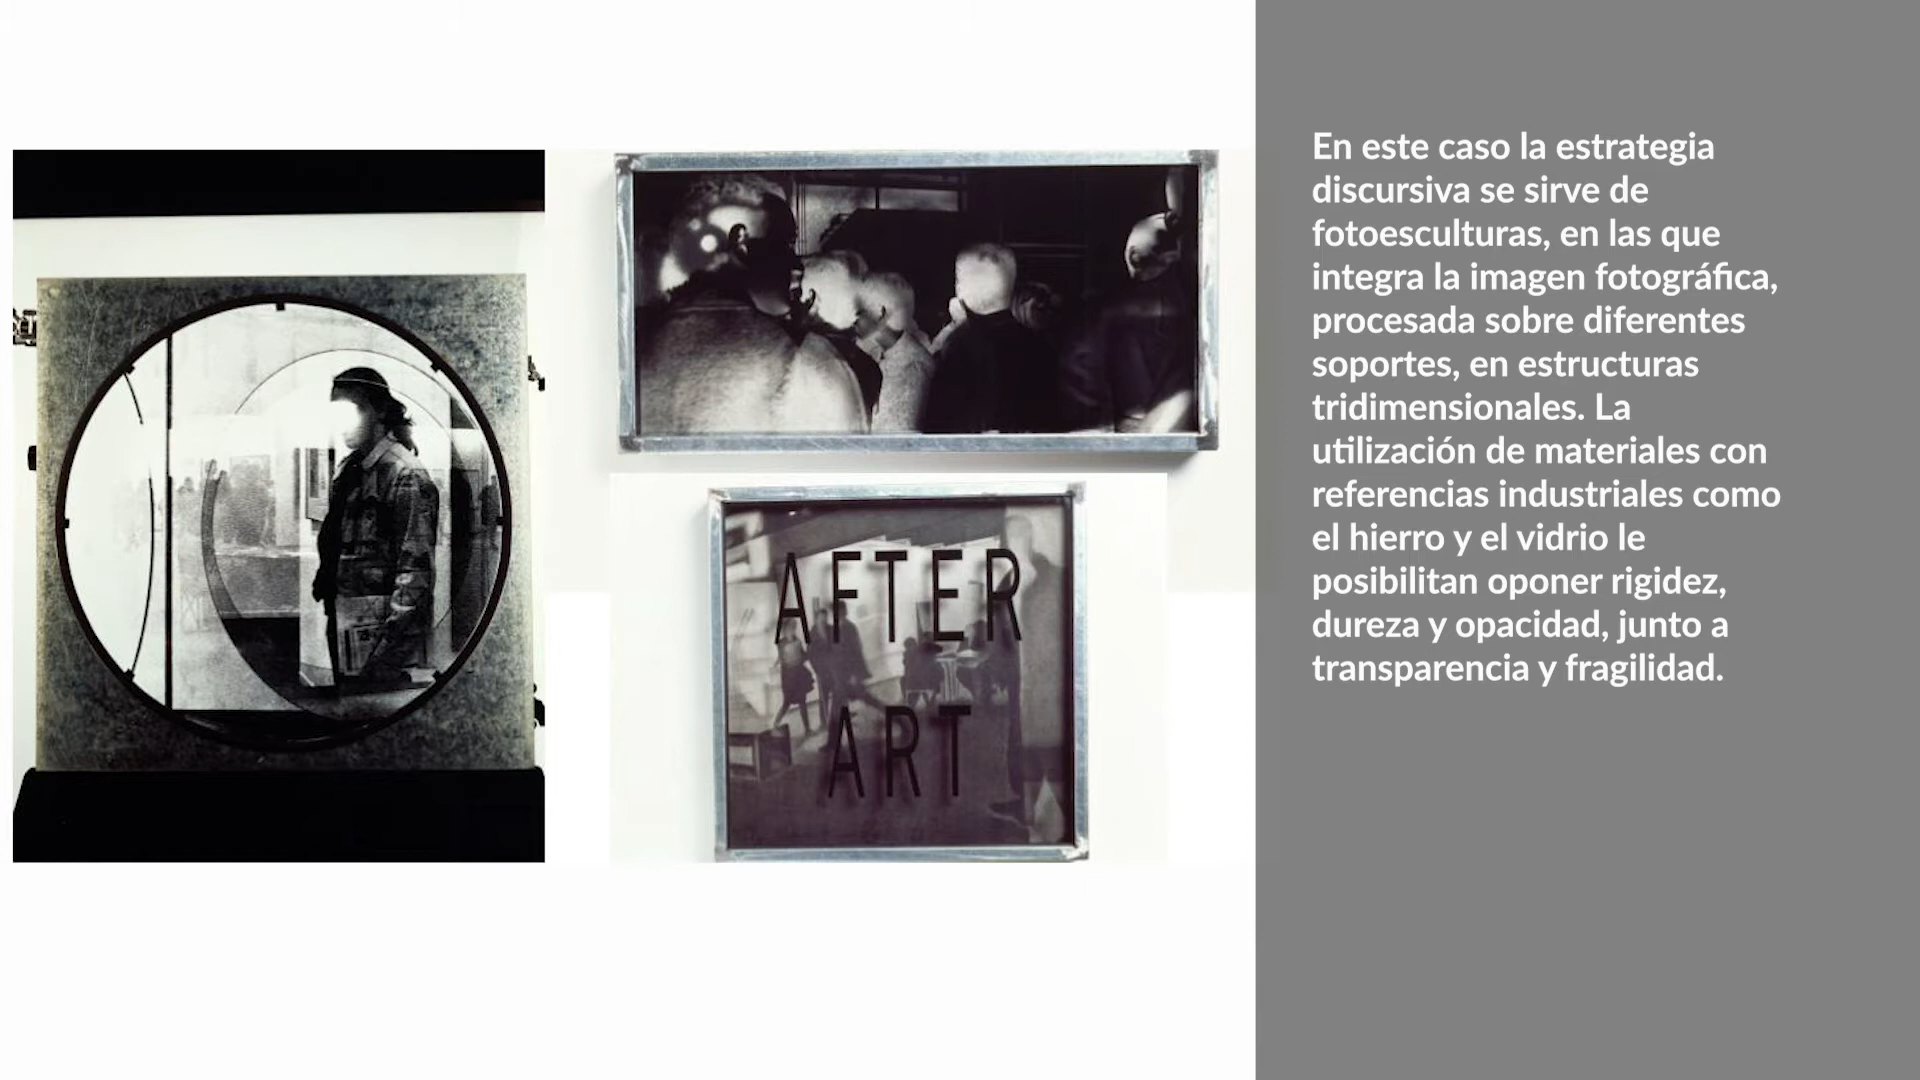 AFTER
ART
En este caso la estrategia
discursiva se sirve de
fotoesculturas, en las que
integra la imagen fotográfica,
procesada sobre diferentes
soportes, en estructuras
tridimensionales. La
utilización de materiales con
referencias industriales como
el hierro y el vidrio le
posibilitan oponer rigidez,
dureza y opacidad, junto a
transparencia y fragilidad.